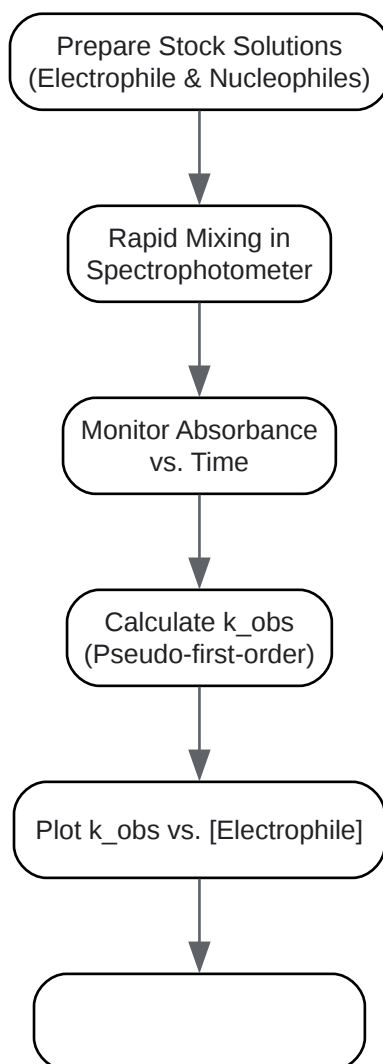 Prepare Stock Solutions
(Electrophile & Nucleophiles)
Rapid Mixing in
Spectrophotometer
Monitor Absorbance
vs. Time
Calculate k_obs
(Pseudo-first-order)
Plot k_obs vs. [Electrophile]